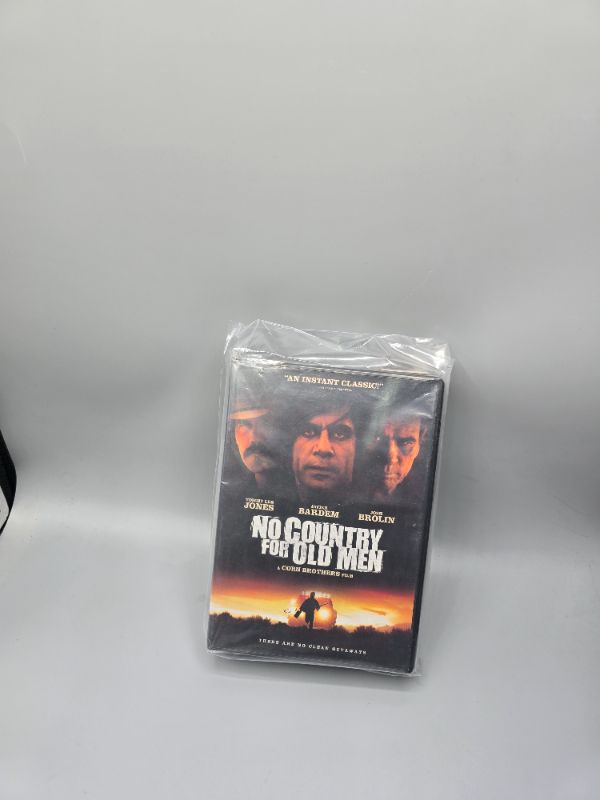 "AN INSTANT CLASSIC!"
TOMMY LEE JONES
JAVIER BARDEM
JOSH BROLIN
NO COUNTRY
FOR OLD MEN
A COEN BROTHERS FILM
THERE ARE NO CLEAN GETAWAYS